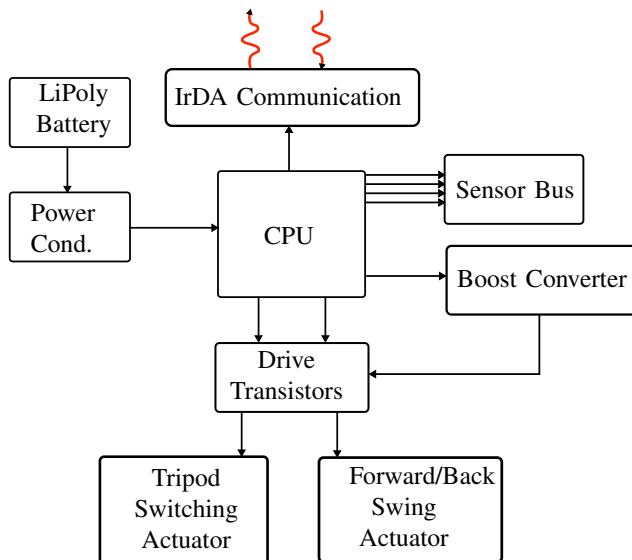 LiPoly
Battery
IrDA Communication
Power
Cond.
CPU
Sensor Bus
Boost Converter
Drive
Transistors
Tripod
Switching
Actuator
Forward/Back
Swing
Actuator